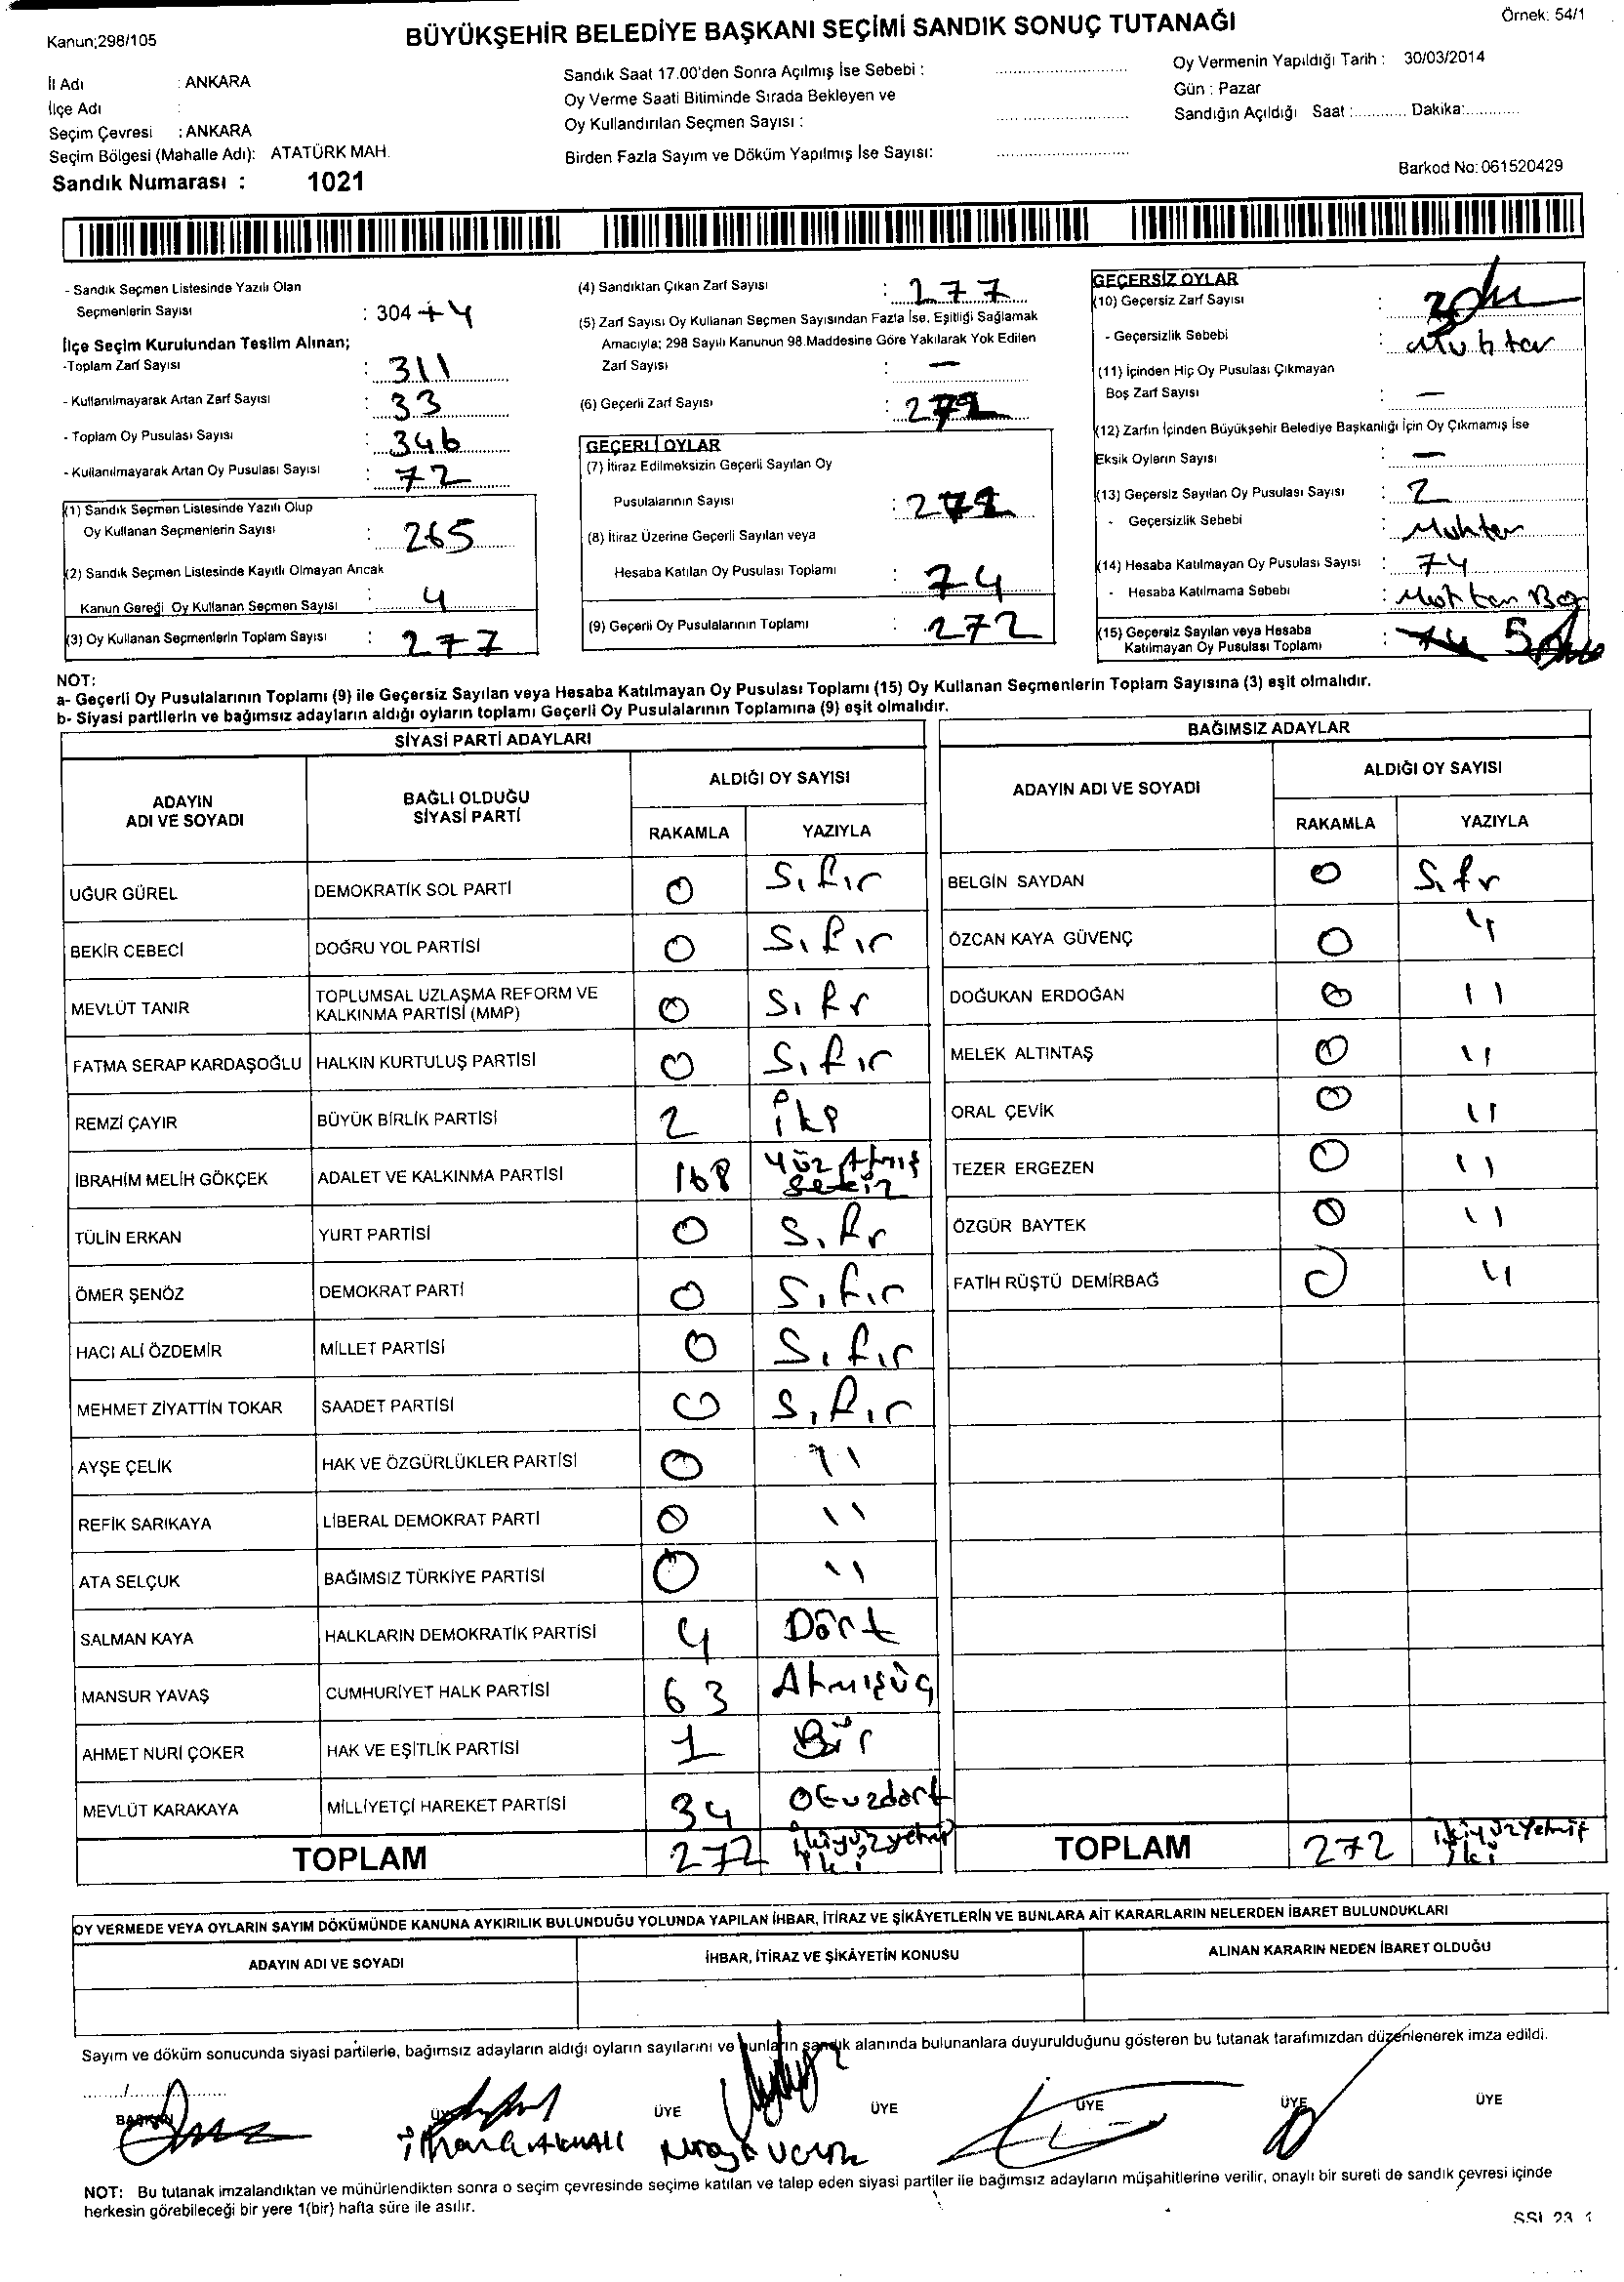 Kanun;298/105
BÜYÜKŞEHİR BELEDİYE BAŞKANI SEÇİMİ SANDIK SONUÇ TUTANAĞI
Örnek: 54/1
İl Adı : ANKARA
İlçe Adı :
Seçim Çevresi : ANKARA
Seçim Bölgesi (Mahalle Adı): ATATÜRK MAH.
Sandık Numarası : 1021
Sandık Saat 17.00'den Sonra Açılmış İse Sebebi :
Oy Verme Saati Bitiminde Sırada Bekleyen ve
Oy Kullandırılan Seçmen Sayısı :
Birden Fazla Sayım ve Döküm Yapılmış İse Sayısı:
Oy Vermenin Yapıldığı Tarih : 30/03/2014
Gün : Pazar
Sandığın Açıldığı Saat :............ Dakika:............
Barkod No: 061520429
- Sandık Seçmen Listesinde Yazılı Olan
Seçmenlerin Sayısı : 304 + 4
İlçe Seçim Kurulundan Teslim Alınan;
-Toplam Zarf Sayısı : 311
- Kullanılmayarak Artan Zarf Sayısı : 33
- Toplam Oy Pusulası Sayısı : 346
- Kullanılmayarak Artan Oy Pusulası Sayısı : 72
(1) Sandık Seçmen Listesinde Yazılı Olup
Oy Kullanan Seçmenlerin Sayısı : 265
(2) Sandık Seçmen Listesinde Kayıtlı Olmayan Ancak
Kanun Gereği Oy Kullanan Seçmen Sayısı : 4
(3) Oy Kullanan Seçmenlerin Toplam Sayısı : 277
(4) Sandıktan Çıkan Zarf Sayısı : 277
(5) Zarf Sayısı Oy Kullanan Seçmen Sayısından Fazla İse, Eşitliği Sağlamak
Amacıyla; 298 Sayılı Kanunun 98.Maddesine Göre Yakılarak Yok Edilen
Zarf Sayısı : —
(6) Geçerli Zarf Sayısı : 272
GEÇERLİ OYLAR
(7) İtiraz Edilmeksizin Geçerli Sayılan Oy
Pusulalarının Sayısı : 272
(8) İtiraz Üzerine Geçerli Sayılan veya
Hesaba Katılan Oy Pusulası Toplamı : 74
(9) Geçerli Oy Pusulalarının Toplamı : 272
GEÇERSİZ OYLAR
(10) Geçersiz Zarf Sayısı :
- Geçersizlik Sebebi : Muhtar
(11) İçinden Hiç Oy Pusulası Çıkmayan
Boş Zarf Sayısı : —
(12) Zarfın İçinden Büyükşehir Belediye Başkanlığı İçin Oy Çıkmamış İse
Eksik Oyların Sayısı : —
(13) Geçersiz Sayılan Oy Pusulası Sayısı : 2
- Geçersizlik Sebebi : Muhtar
(14) Hesaba Katılmayan Oy Pusulası Sayısı : 74
- Hesaba Katılmama Sebebi :
(15) Geçersiz Sayılan veya Hesaba
Katılmayan Oy Pusulası Toplamı : 5
NOT:
a- Geçerli Oy Pusulalarının Toplamı (9) ile Geçersiz Sayılan veya Hesaba Katılmayan Oy Pusulası Toplamı (15) Oy Kullanan Seçmenlerin Toplam Sayısına (3) eşit olmalıdır.
b- Siyasi partilerin ve bağımsız adayların aldığı oyların toplamı Geçerli Oy Pusulalarının Toplamına (9) eşit olmalıdır.
SİYASİ PARTİ ADAYLARI
ADAYIN ADI VE SOYADI BAĞLI OLDUĞU SİYASİ PARTİ ALDIĞI OY SAYISI
RAKAMLA YAZIYLA
UĞUR GÜREL DEMOKRATİK SOL PARTİ 0 Sıfır
BEKİR CEBECİ DOĞRU YOL PARTİSİ 0 Sıfır
MEVLÜT TANIR TOPLUMSAL UZLAŞMA REFORM VE KALKINMA PARTİSİ (MMP) 0 Sıfr
FATMA SERAP KARDAŞOĞLU HALKIN KURTULUŞ PARTİSİ 0 Sıfır
REMZİ ÇAYIR BÜYÜK BİRLİK PARTİSİ 2 iki
İBRAHİM MELİH GÖKÇEK ADALET VE KALKINMA PARTİSİ 168 Yüz Atmış Sekiz
TÜLİN ERKAN YURT PARTİSİ 0 Sıfr
ÖMER ŞENÖZ DEMOKRAT PARTİ 0 Sıfır
HACI ALİ ÖZDEMİR MİLLET PARTİSİ 0 Sıfır
MEHMET ZİYATTİN TOKAR SAADET PARTİSİ 0 Sıfır
AYŞE ÇELİK HAK VE ÖZGÜRLÜKLER PARTİSİ 0 "
REFİK SARIKAYA LİBERAL DEMOKRAT PARTİ 0 "
ATA SELÇUK BAĞIMSIZ TÜRKİYE PARTİSİ 0 "
SALMAN KAYA HALKLARIN DEMOKRATİK PARTİSİ 4 Dört
MANSUR YAVAŞ CUMHURİYET HALK PARTİSİ 63 Atmışüç
AHMET NURİ ÇOKER HAK VE EŞİTLİK PARTİSİ 1 Bir
MEVLÜT KARAKAYA MİLLİYETÇİ HAREKET PARTİSİ 34 Otuzdört
TOPLAM 272 ikiyüzyetmiş iki
BAĞIMSIZ ADAYLAR
ADAYIN ADI VE SOYADI ALDIĞI OY SAYISI
RAKAMLA YAZIYLA
BELGİN SAYDAN 0 Sıfr
ÖZCAN KAYA GÜVENÇ 0 "
DOĞUKAN ERDOĞAN 0 "
MELEK ALTINTAŞ 0 "
ORAL ÇEVİK 0 "
TEZER ERGEZEN 0 "
ÖZGÜR BAYTEK 0 "
FATİH RÜŞTÜ DEMİRBAĞ 0 "
TOPLAM 272 ikiyüzyetmiş iki
OY VERMEDE VEYA OYLARIN SAYIM DÖKÜMÜNDE KANUNA AYKIRILIK BULUNDUĞU YOLUNDA YAPILAN İHBAR, İTİRAZ VE ŞİKÂYETLERİN VE BUNLARA AİT KARARLARIN NELERDEN İBARET BULUNDUKLARI
ADAYIN ADI VE SOYADI İHBAR, İTİRAZ VE ŞİKÂYETİN KONUSU ALINAN KARARIN NEDEN İBARET OLDUĞU
Sayım ve döküm sonucunda siyasi partilerle, bağımsız adayların aldığı oyların sayılarını ve bunların sandık alanında bulunanlara duyurulduğunu gösteren bu tutanak tarafımızdan düzenlenerek imza edildi.
....../....../............
BAŞKAN ÜYE ÜYE ÜYE ÜYE ÜYE ÜYE
NOT: Bu tutanak imzalandıktan ve mühürlendikten sonra o seçim çevresinde seçime katılan ve talep eden siyasi partiler ile bağımsız adayların müşahitlerine verilir, onaylı bir sureti de sandık çevresi içinde
herkesin görebileceği bir yere 1(bir) hafta süre ile asılır.